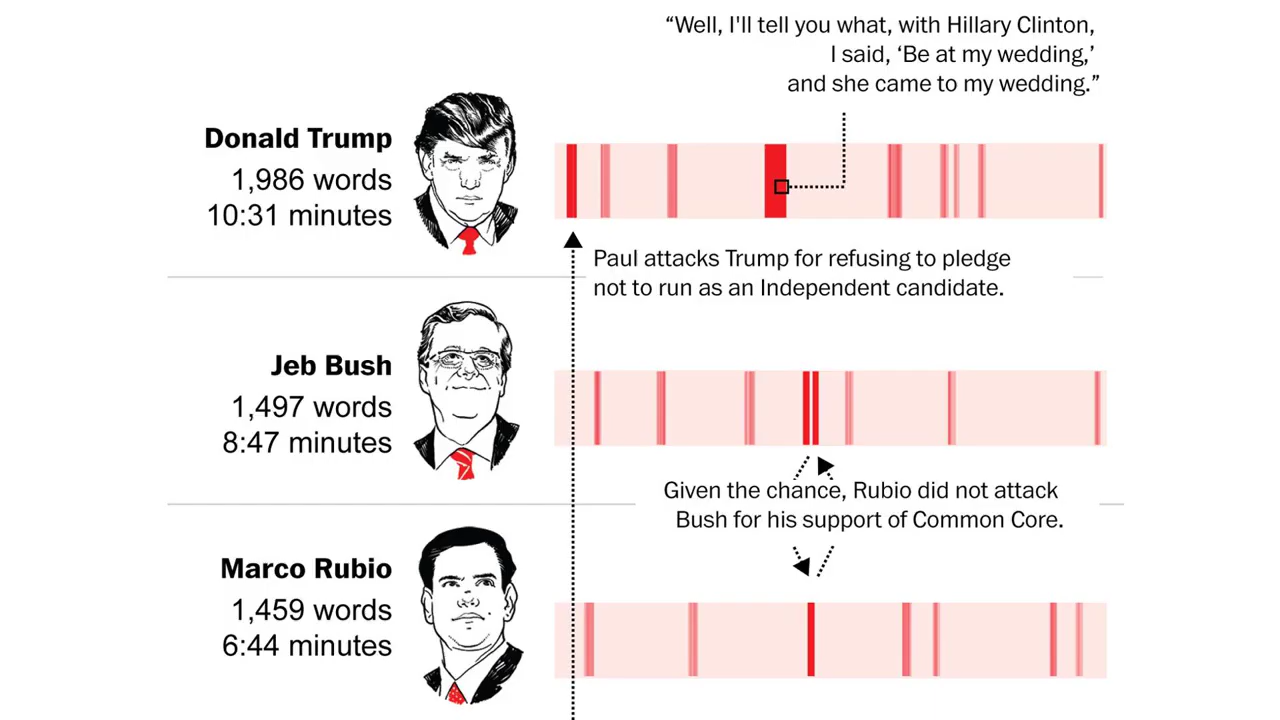 “Well, I'll tell you what, with Hillary Clinton,
I said, ‘Be at my wedding,’
and she came to my wedding.”
Donald Trump
1,986 words
10:31 minutes
Paul attacks Trump for refusing to pledge
not to run as an Independent candidate.
Jeb Bush
1,497 words
8:47 minutes
Given the chance, Rubio did not attack
Bush for his support of Common Core.
Marco Rubio
1,459 words
6:44 minutes